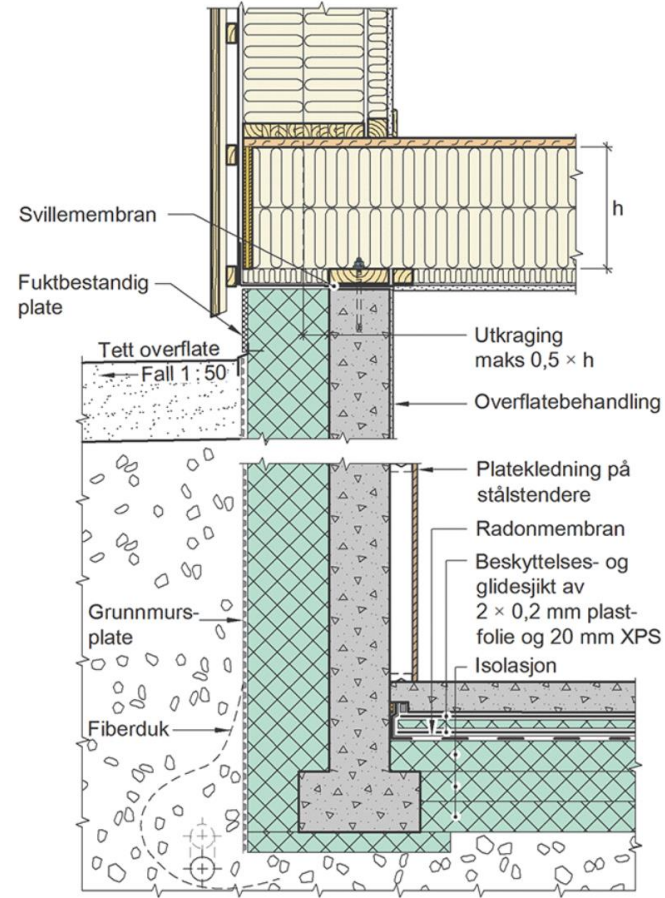 h
Svillemembran
Fuktbestandig
plate
Tett overflate
Fall 1:50
Utkraging
maks 0,5 × h
Overflatebehandling
Platekledning på
stålstendere
Radonmembran
Beskyttelses- og
glidesjikt av
2 × 0,2 mm plast-
folie og 20 mm XPS
Isolasjon
Grunnmurs-
plate
Fiberduk